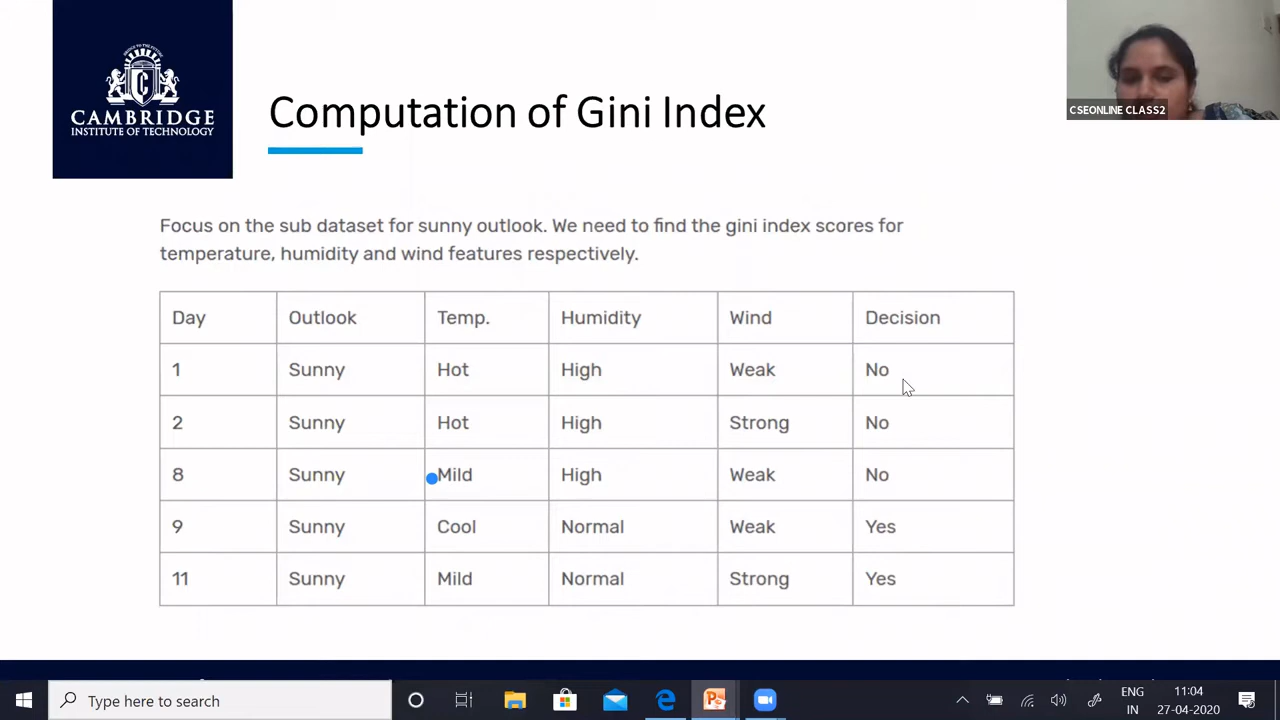 CAMBRIDGE
INSTITUTE OF TECHNOLOGY
Computation of Gini Index
CSEONLINE CLASS2
Focus on the sub dataset for sunny outlook. We need to find the gini index scores for
temperature, humidity and wind features respectively.
Day Outlook Temp. Humidity Wind Decision
1 Sunny Hot High Weak No
2 Sunny Hot High Strong No
8 Sunny Mild High Weak No
9 Sunny Cool Normal Weak Yes
11 Sunny Mild Normal Strong Yes
Type here to search
ENG 11:04
IN 27-04-2020